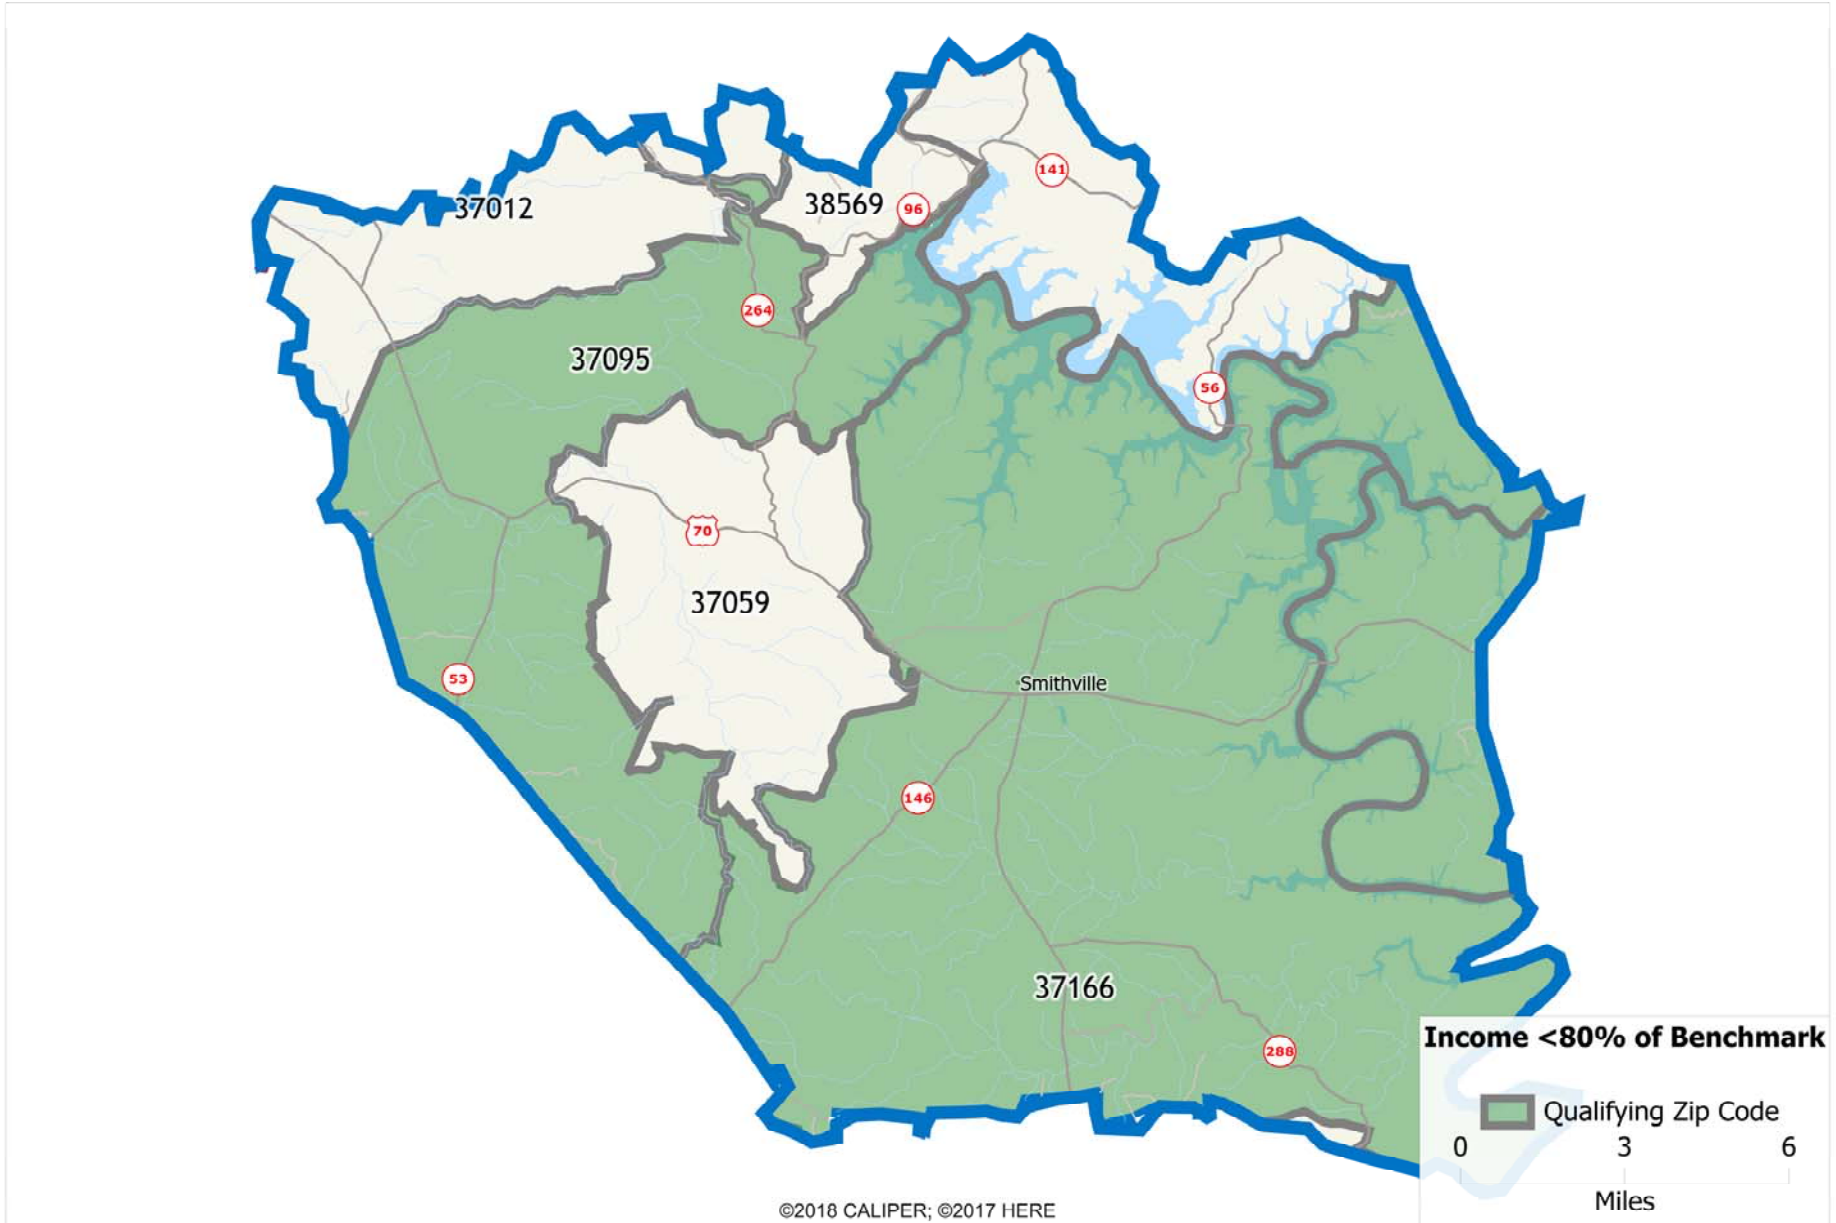 141
37012
38569
96
264
37095
56
70
37059
53
Smithville
146
37166
288
Income <80% of Benchmark
Qualifying Zip Code
0 3 6
Miles
©2018 CALIPER; ©2017 HERE